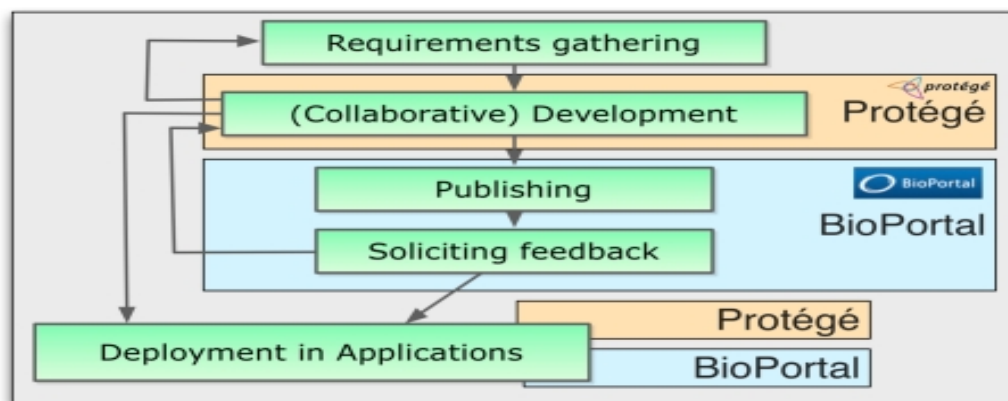 Requirements gathering
protégé
(Collaborative) Development
Protégé
BioPortal
Publishing
BioPortal
Soliciting feedback
Protégé
Deployment in Applications
BioPortal